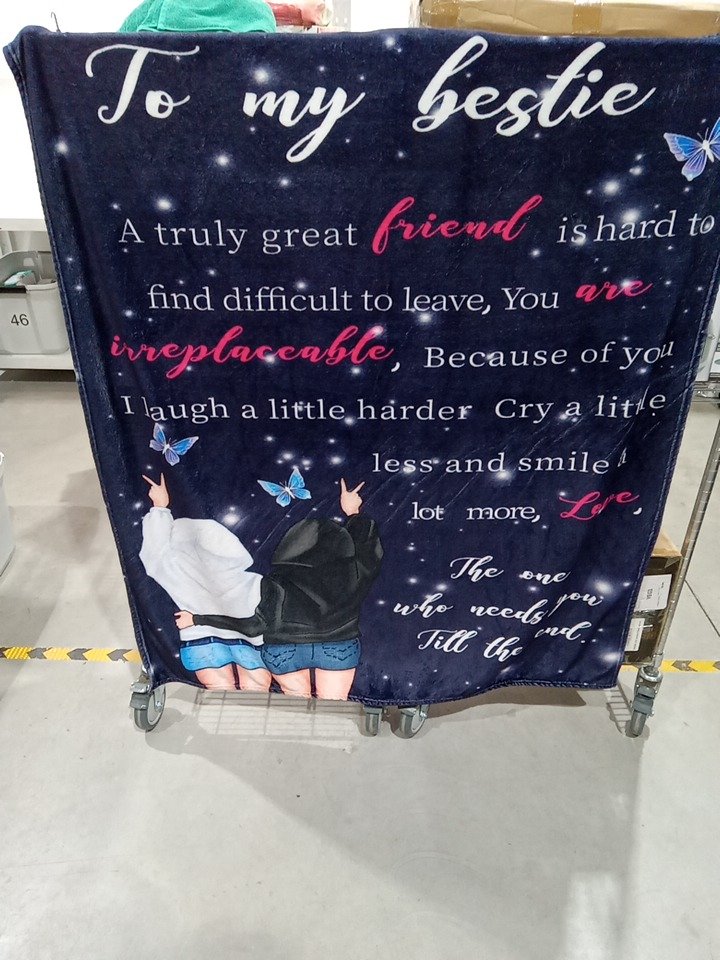 To my bestie
A truly great friend is hard to
find difficult to leave, You are
irreplaceable, Because of you
I laugh a little harder Cry a little
less and smile a
lot more, Love,
The one
who needs you
Till the end.
46